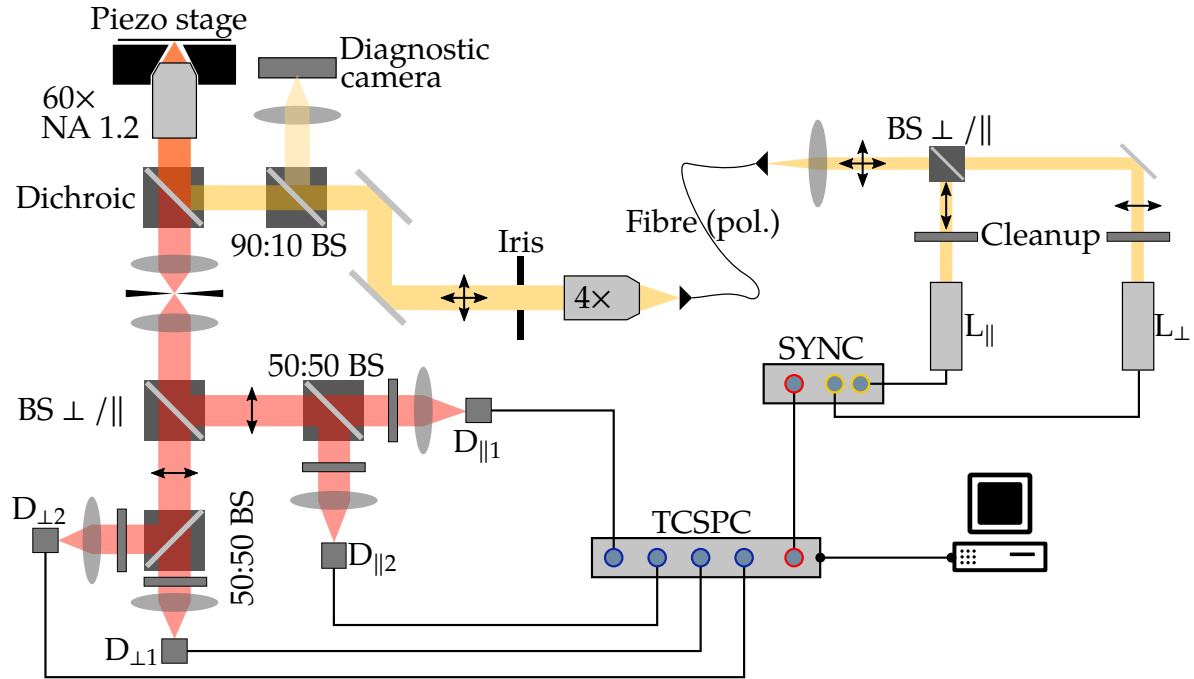 Piezo stage
Diagnostic
camera
60×
NA 1.2
BS ⊥ /∥
Dichroic
Fibre (pol.)
90:10 BS
Iris
Cleanup
4×
L∥
L⊥
SYNC
50:50 BS
BS ⊥ /∥
D∥1
D⊥2
50:50 BS
TCSPC
D∥2
D⊥1